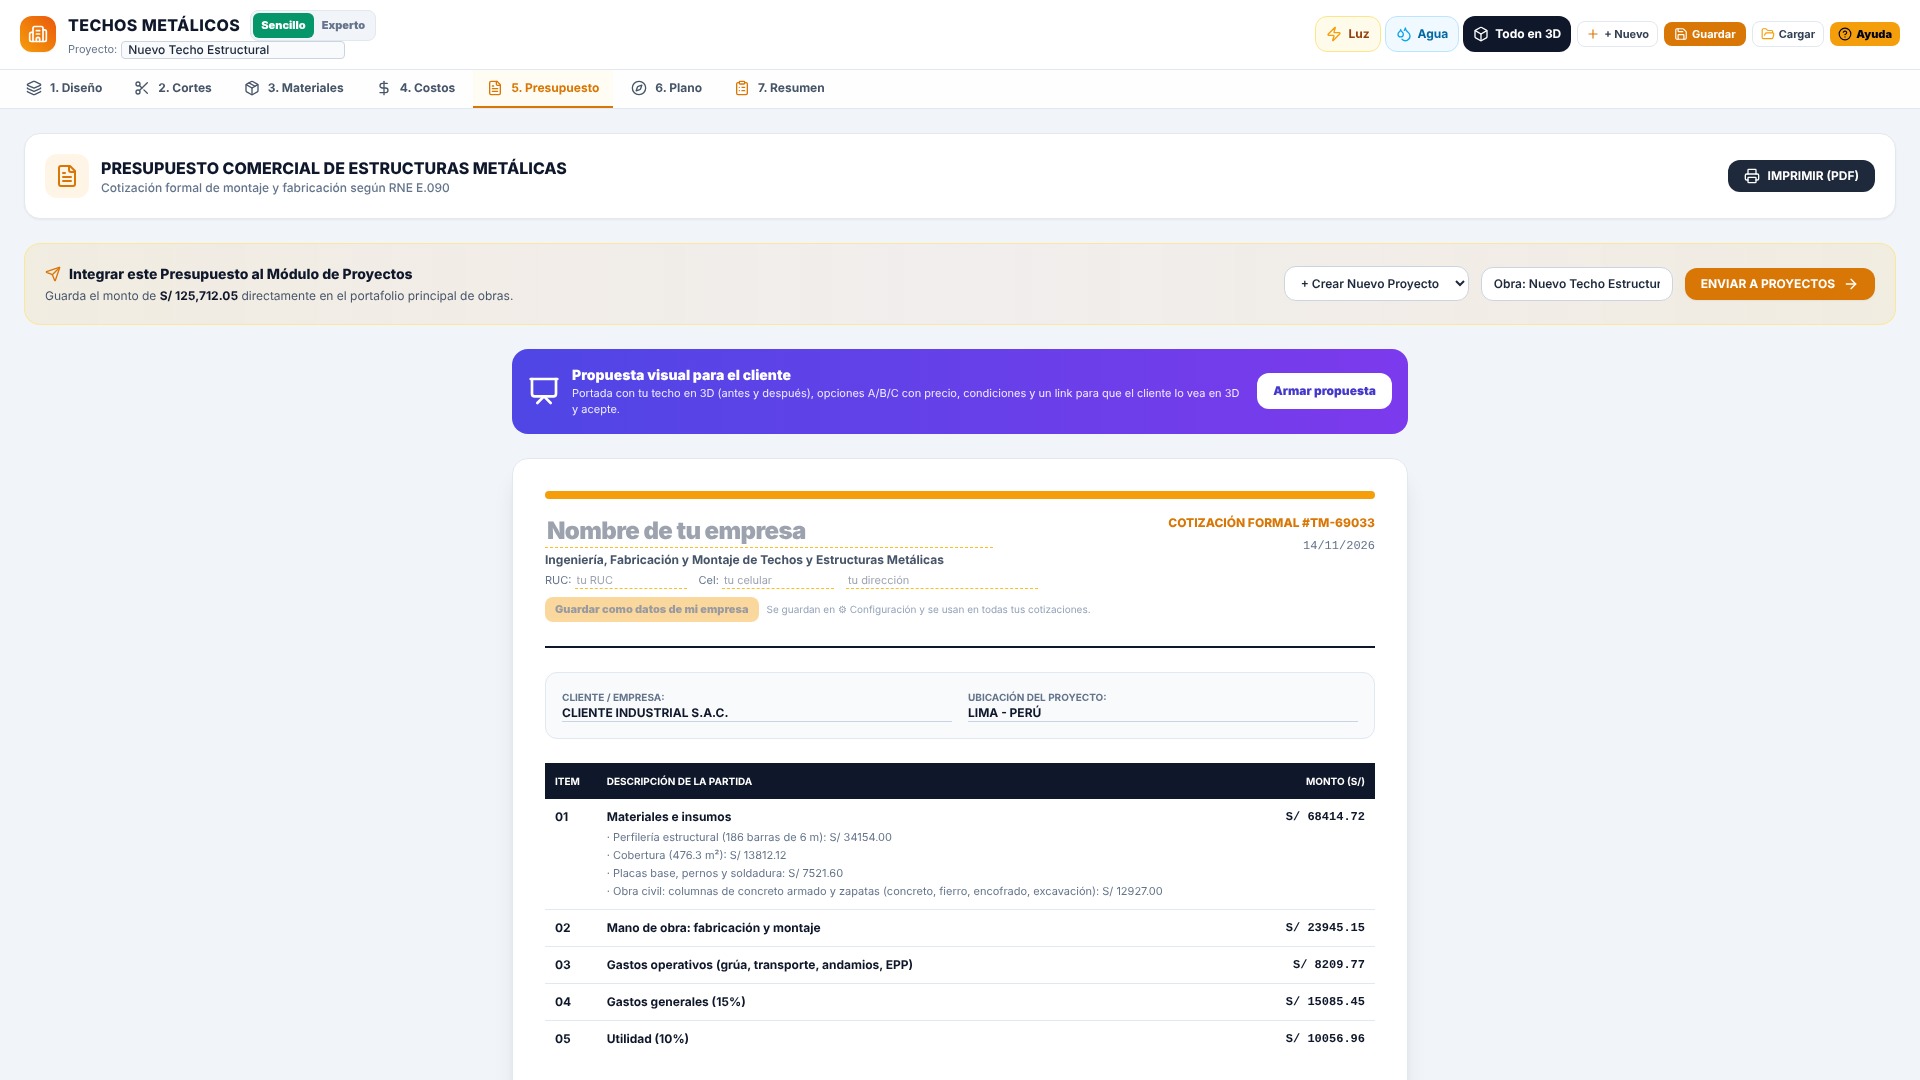 TECHOS METÁLICOS
Sencillo
Experto
Proyecto:
Nuevo Techo Estructural
Luz
Agua
Todo en 3D
+ Nuevo
Guardar
Cargar
Ayuda
1. Diseño
2. Cortes
3. Materiales
4. Costos
5. Presupuesto
6. Plano
7. Resumen
PRESUPUESTO COMERCIAL DE ESTRUCTURAS METÁLICAS
Cotización formal de montaje y fabricación según RNE E.090
IMPRIMIR (PDF)
Integrar este Presupuesto al Módulo de Proyectos
Guarda el monto de S/ 125,712.05 directamente en el portafolio principal de obras.
+ Crear Nuevo Proyecto
Obra: Nuevo Techo Estructur
ENVIAR A PROYECTOS
Propuesta visual para el cliente
Portada con tu techo en 3D (antes y después), opciones A/B/C con precio, condiciones y un link para que el cliente lo vea en 3D
y acepte.
Armar propuesta
Nombre de tu empresa
COTIZACIÓN FORMAL #TM-69033
14/11/2026
Ingeniería, Fabricación y Montaje de Techos y Estructuras Metálicas
RUC: tu RUC
Cel: tu celular
tu dirección
Guardar como datos de mi empresa
Se guardan en ⚙ Configuración y se usan en todas tus cotizaciones.
CLIENTE / EMPRESA:
CLIENTE INDUSTRIAL S.A.C.
UBICACIÓN DEL PROYECTO:
LIMA - PERÚ
ITEM DESCRIPCIÓN DE LA PARTIDA MONTO (S/)
01 Materiales e insumos S/ 68414.72
· Perfilería estructural (186 barras de 6 m): S/ 34154.00
· Cobertura (476.3 m²): S/ 13812.12
· Placas base, pernos y soldadura: S/ 7521.60
· Obra civil: columnas de concreto armado y zapatas (concreto, fierro, encofrado, excavación): S/ 12927.00
02 Mano de obra: fabricación y montaje S/ 23945.15
03 Gastos operativos (grúa, transporte, andamios, EPP) S/ 8209.77
04 Gastos generales (15%) S/ 15085.45
05 Utilidad (10%) S/ 10056.96